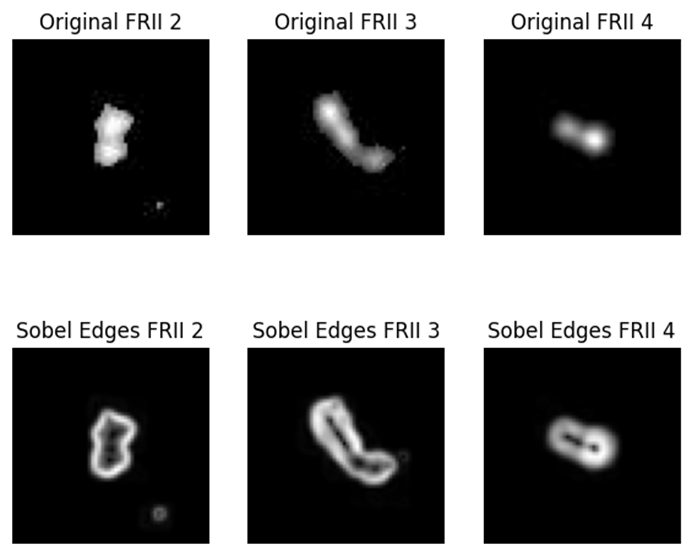 Original FRII 2
Original FRII 3
Original FRII 4
Sobel Edges FRII 2
Sobel Edges FRII 3
Sobel Edges FRII 4